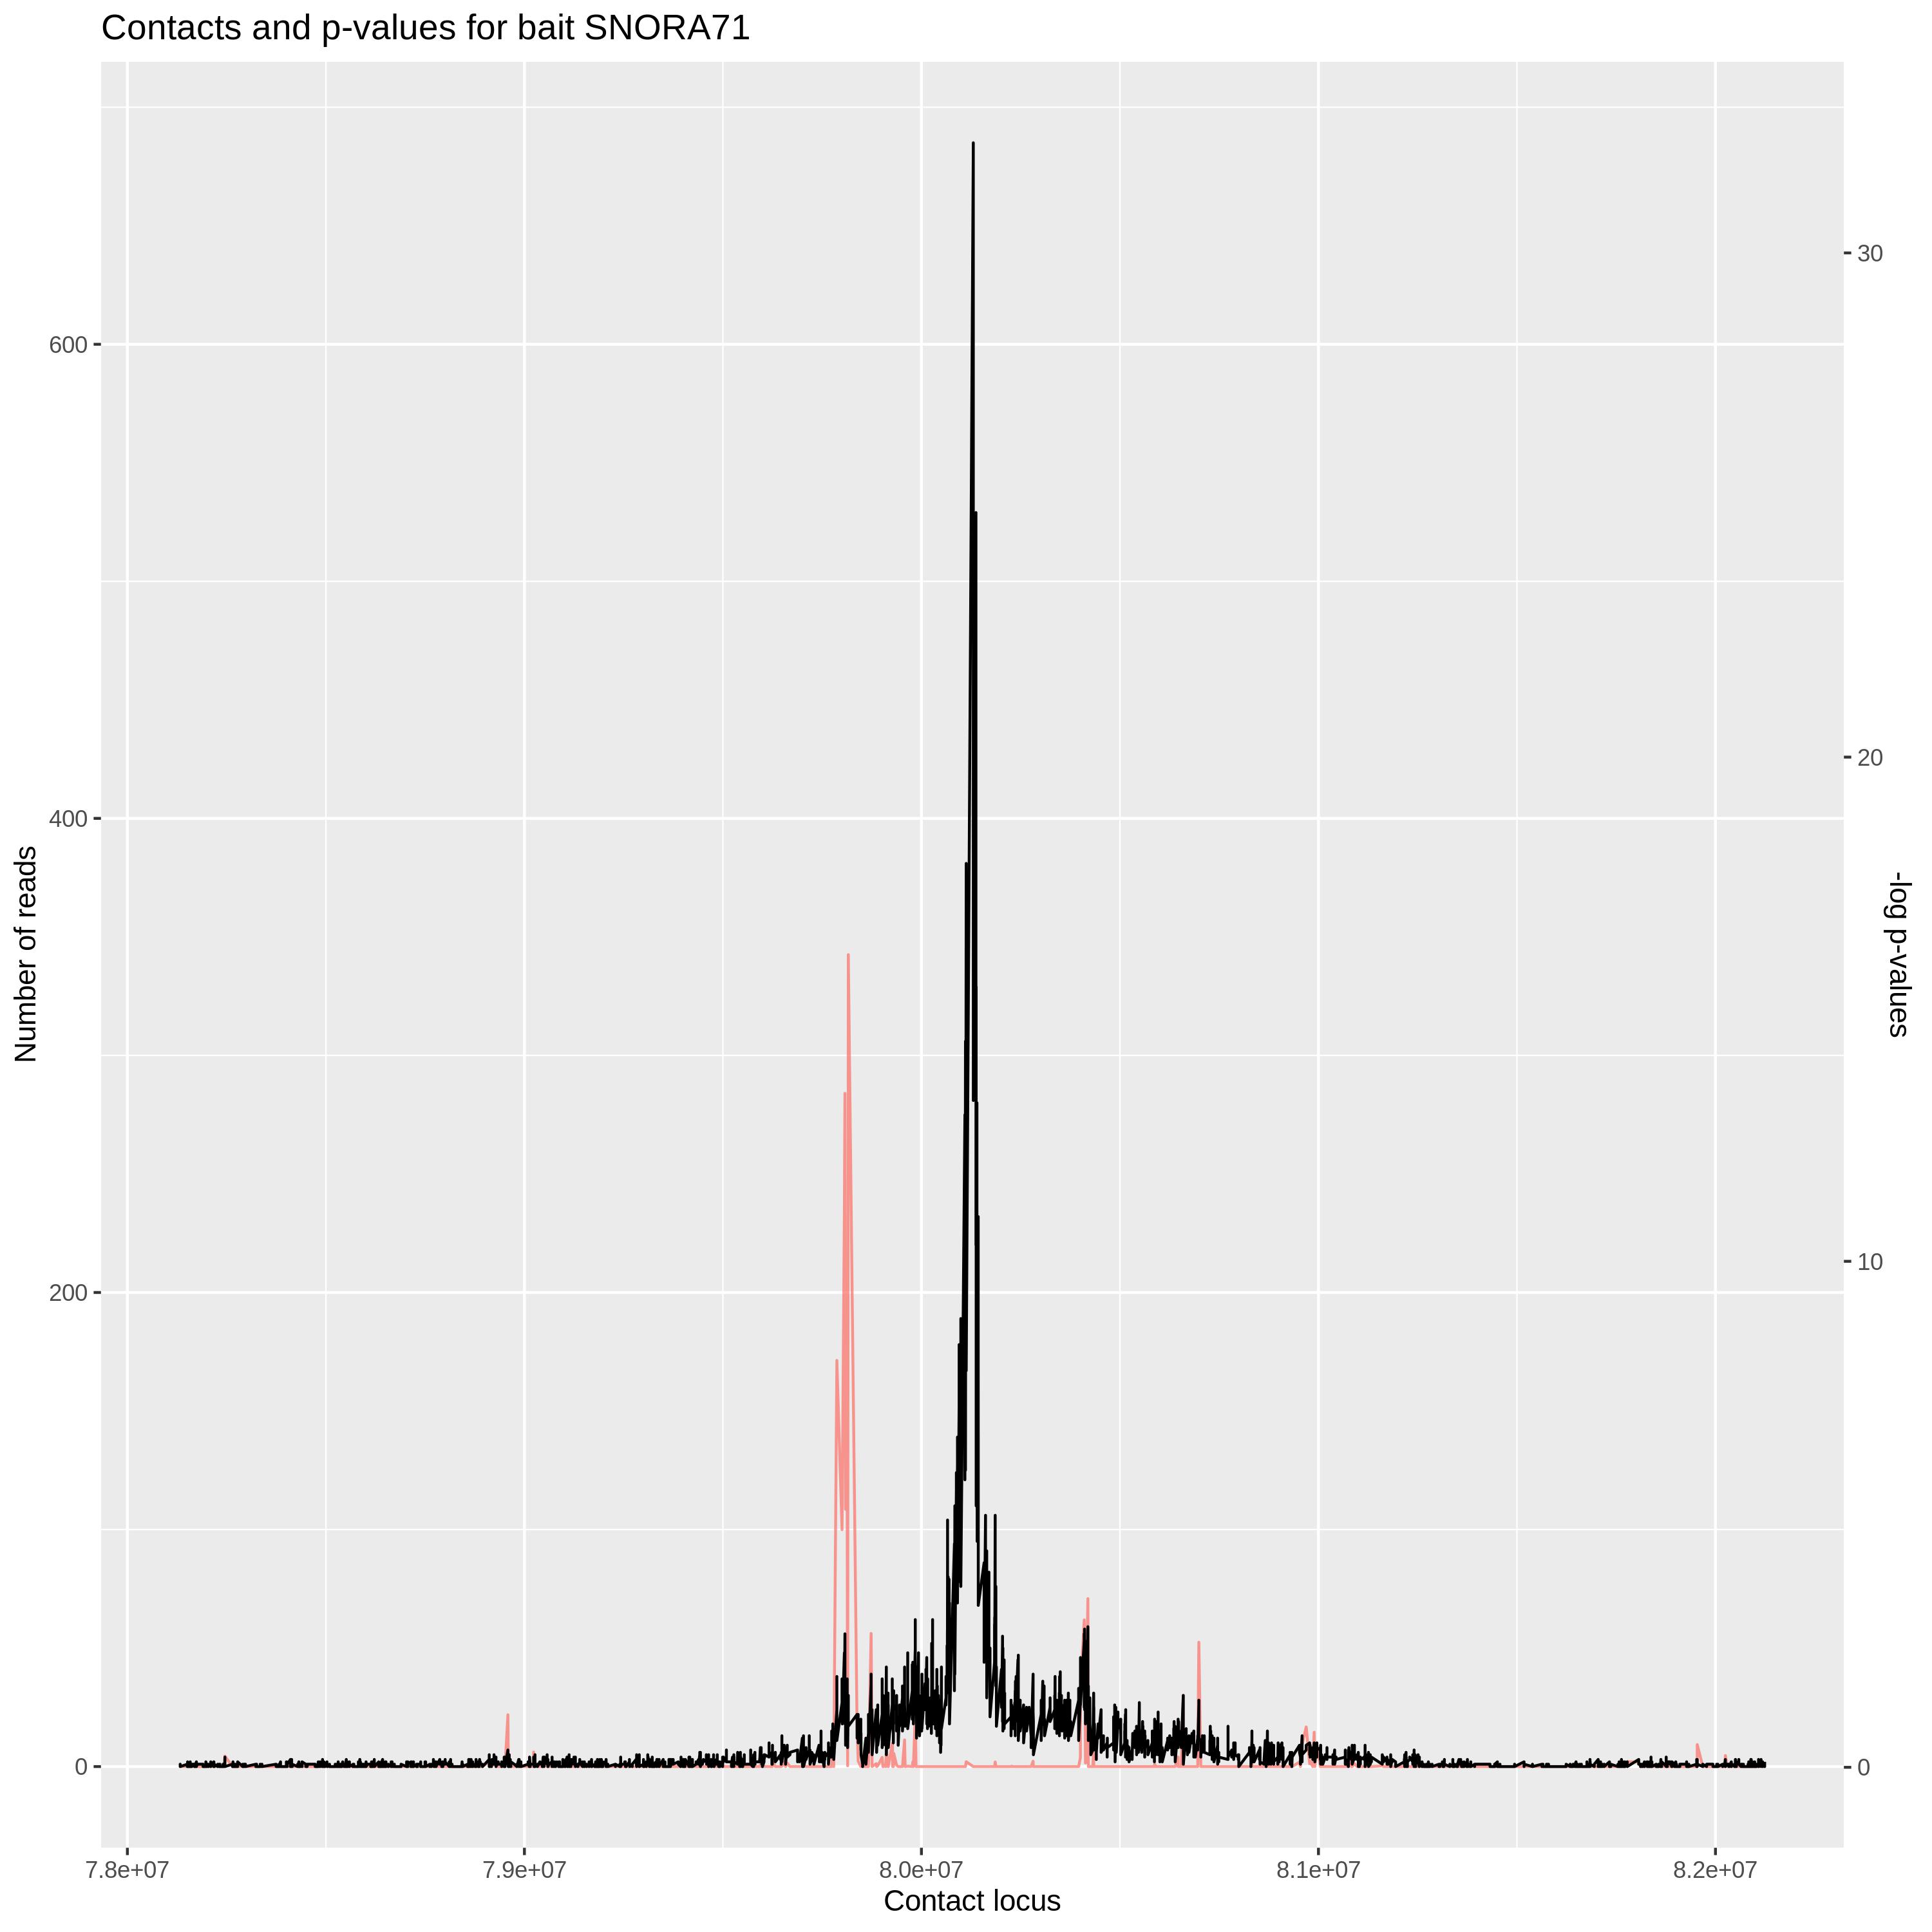 Contacts and p-values for bait SNORA71
Number of reads
600
400
200
0
30
20
10
0
-log p-values
7.8e+07 7.9e+07 8.0e+07 8.1e+07 8.2e+07
Contact locus